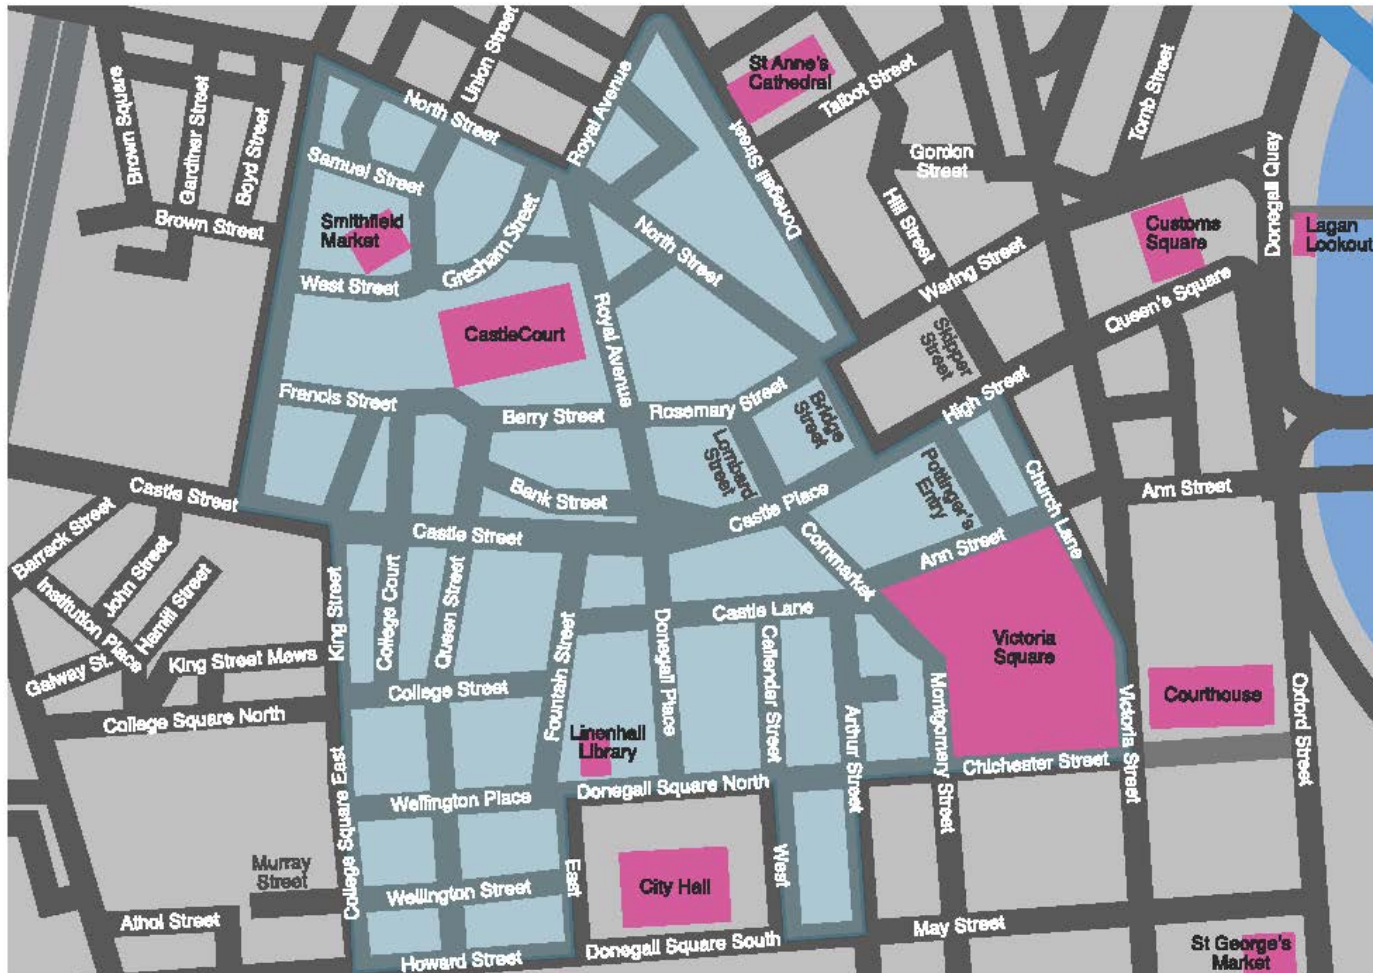 Union Street
Royal Avenue
St Anne's
Cathedral
Talbot Street
Tomb Street
Brown Square
Gardtner Street
Boyd Street
North Street
Donegall Street
Gordon
Street
Donegall Quay
Samuel Street
Hill Street
Brown Street
Smithfield
Market
Gresham Street
North Street
Donegall Street
Customs
Square
Lagan
Lookout
West Street
Waring Street
Queen's Square
CastleCourt
Royal Avenue
Skipper
Street
Francis Street
Berry Street
Rosemary Street
Bridge
Street
High Street
Lombard
Street
Pottinger's
Entry
Church Lane
Castle Street
Bank Street
Castle Place
Ann Street
Barrack Street
Castle Street
Cornmarket
Ann Street
John Street
Hamill Street
Institution Place
King Street
College Court
Queen Street
Fountain Street
Donegall Place
Castle Lane
Callendar Street
Victoria
Square
Galway St.
King Street Mews
College Street
Montgomery Street
Victoria Street
Courthouse
Oxford Street
College Square North
Linenhall
Library
Arthur Street
Chichester Street
College Square East
Wellington Place
Donegall Square North
Murray
Street
East
City Hall
West
Wellington Street
Athol Street
May Street
Howard Street
Donegall Square South
St George's
Market